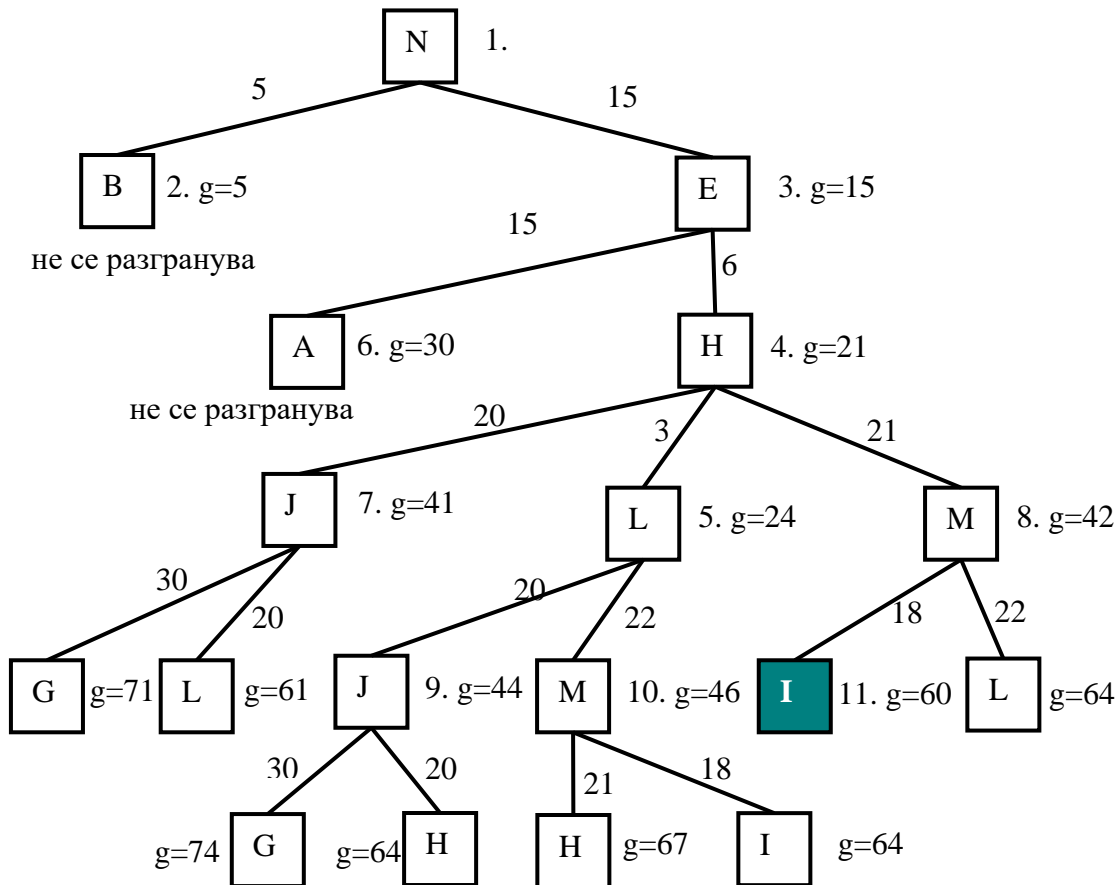 N 1.
5 15
B 2. g=5 E 3. g=15
не се разгранува
15 6
A 6. g=30 H 4. g=21
не се разгранува
20 3 21
J 7. g=41 L 5. g=24 M 8. g=42
30 20 20 22 18 22
G g=71 L g=61 J 9. g=44 M 10. g=46 I 11. g=60 L g=64
30 20 21 18
g=74 G g=64 H H g=67 I g=64